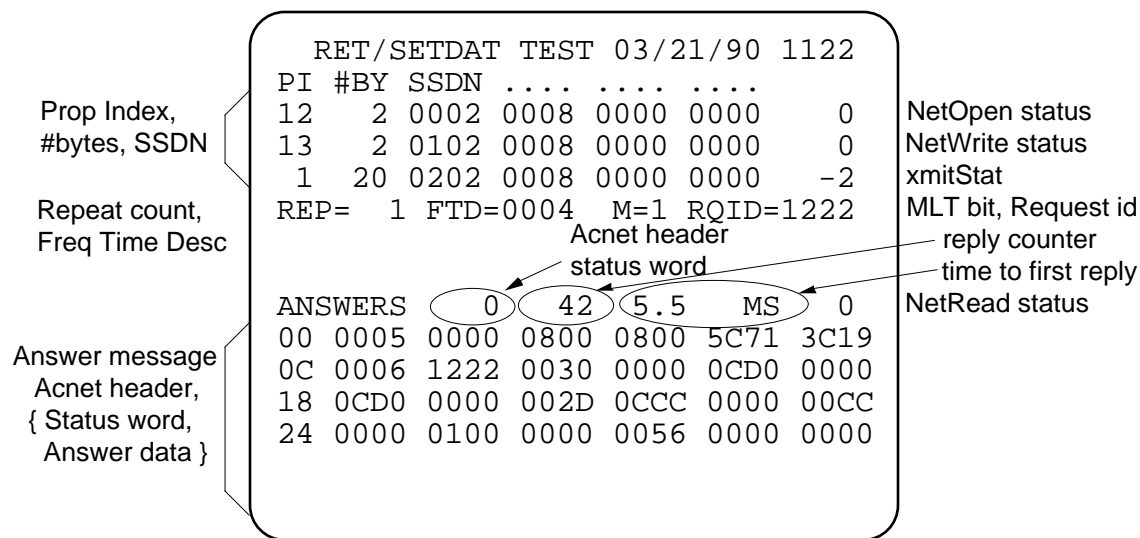 RET/SETDAT TEST 03/21/90 1122
PI #BY SSDN .... .... ....
Prop Index,
#bytes, SSDN
12 2 0002 0008 0000 0000 0 NetOpen status
13 2 0102 0008 0000 0000 0 NetWrite status
1 20 0202 0008 0000 0000 -2 xmitStat
Repeat count,
Freq Time Desc
REP= 1 FTD=0004 M=1 RQID=1222 MLT bit, Request id
Acnet header
status word
reply counter
time to first reply
ANSWERS 0 42 5.5 MS 0 NetRead status
Answer message
Acnet header,
{ Status word,
Answer data }
00 0005 0000 0800 0800 5C71 3C19
0C 0006 1222 0030 0000 0CD0 0000
18 0CD0 0000 002D 0CCC 0000 00CC
24 0000 0100 0000 0056 0000 0000